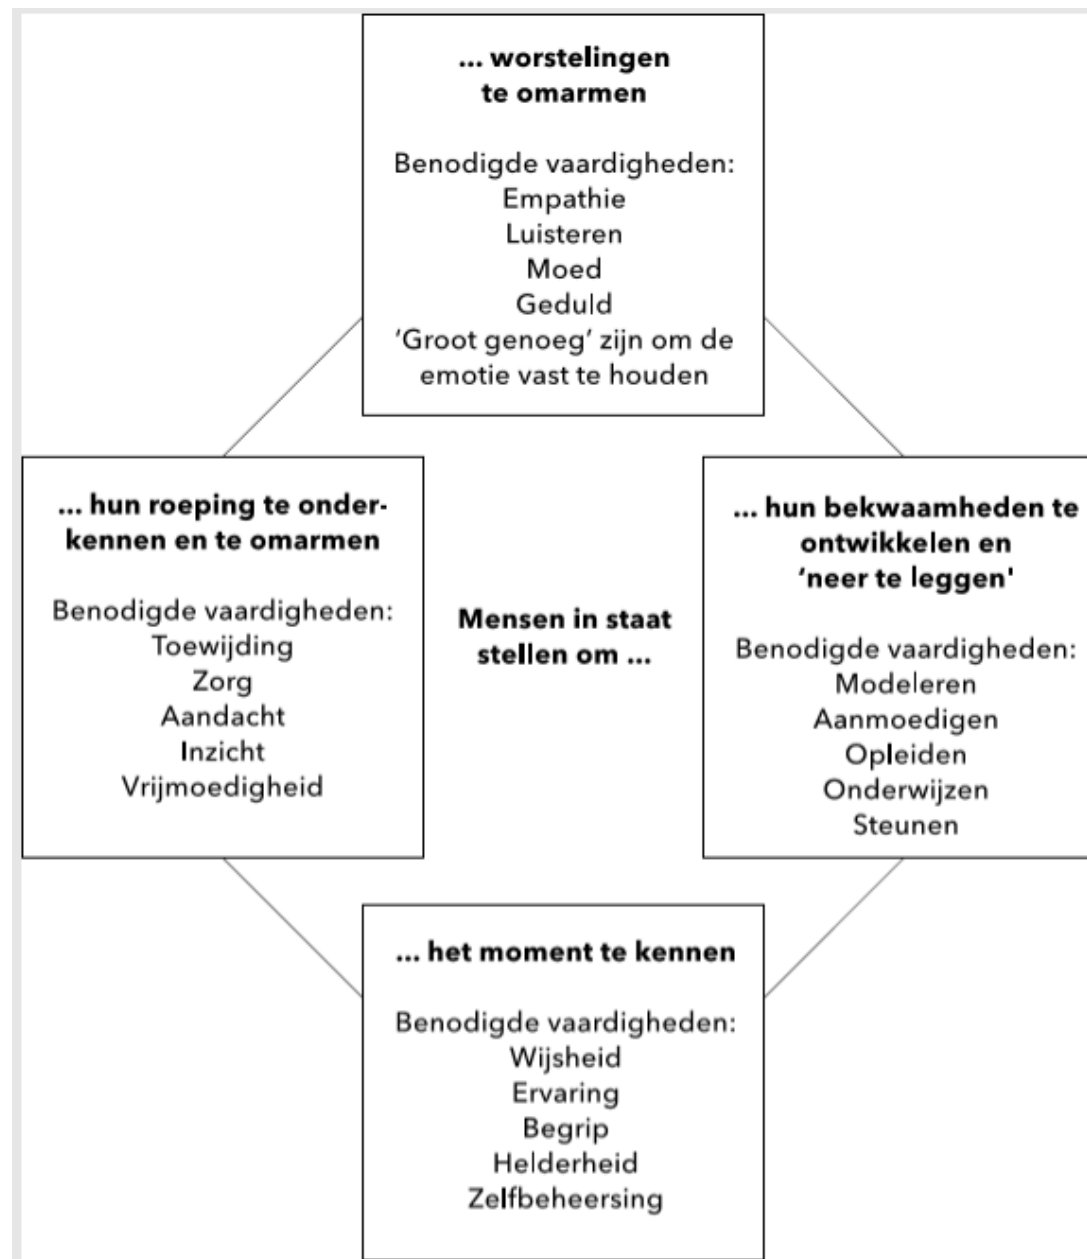 ... worstelingen
te omarmen
Benodigde vaardigheden:
Empathie
Luisteren
Moed
Geduld
‘Groot genoeg’ zijn om de
emotie vast te houden
... hun roeping te onder-
kennen en te omarmen
Benodigde vaardigheden:
Toewijding
Zorg
Aandacht
Inzicht
Vrijmoedigheid
Mensen in staat
stellen om ...
... hun bekwaamheden te
ontwikkelen en
‘neer te leggen'
Benodigde vaardigheden:
Modeleren
Aanmoedigen
Opleiden
Onderwijzen
Steunen
... het moment te kennen
Benodigde vaardigheden:
Wijsheid
Ervaring
Begrip
Helderheid
Zelfbeheersing